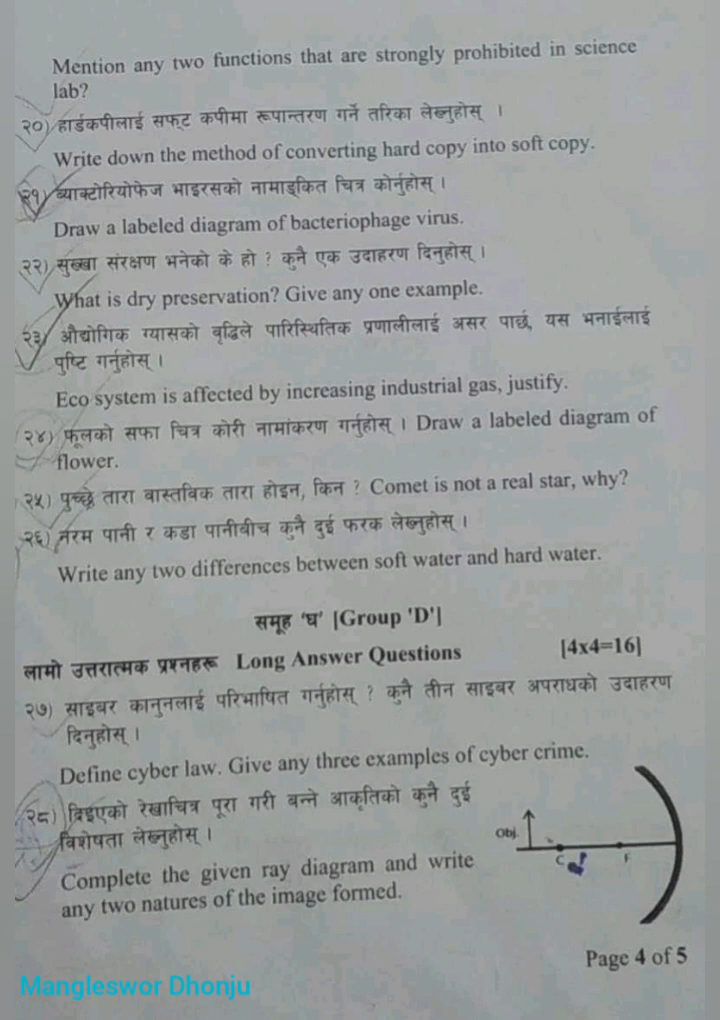 Mention any two functions that are strongly prohibited in science
lab?
२०) हार्डकपीलाई सफ्ट कपीमा रूपान्तरण गर्ने तरिका लेख्नुहोस् ।
Write down the method of converting hard copy into soft copy.
२१) ब्याक्टोरियोफेज भाइरसको नामाङ्कित चित्र कोर्नुहोस् ।
Draw a labeled diagram of bacteriophage virus.
२२) सुख्खा संरक्षण भनेको के हो ? कुनै एक उदाहरण दिनुहोस् ।
What is dry preservation? Give any one example.
२३) औद्योगिक ग्यासको बृद्धिले पारिस्थितिक प्रणालीलाई असर पार्छ, यस भनाईलाई
पुष्टि गर्नुहोस् ।
Eco system is affected by increasing industrial gas, justify.
२४) फूलको सफा चित्र कोरी नामांकरण गर्नुहोस् । Draw a labeled diagram of
flower.
२५) पुच्छ्रे तारा वास्तविक तारा होइन, किन ? Comet is not a real star, why?
२६) नरम पानी र कडा पानीबीच कुनै दुई फरक लेख्नुहोस् ।
Write any two differences between soft water and hard water.
समूह 'घ' [Group 'D']
लामो उत्तरात्मक प्रश्नहरू Long Answer Questions [4x4=16]
२७) साइबर कानुनलाई परिभाषित गर्नुहोस् ? कुनै तीन साइबर अपराधको उदाहरण
दिनुहोस् ।
Define cyber law. Give any three examples of cyber crime.
२८) दिइएको रेखाचित्र पूरा गरी बन्ने आकृतिको कुनै दुई
विशेषता लेख्नुहोस् ।
Complete the given ray diagram and write
any two natures of the image formed.
Obj.
C
F
Page 4 of 5
Mangleswor Dhonju